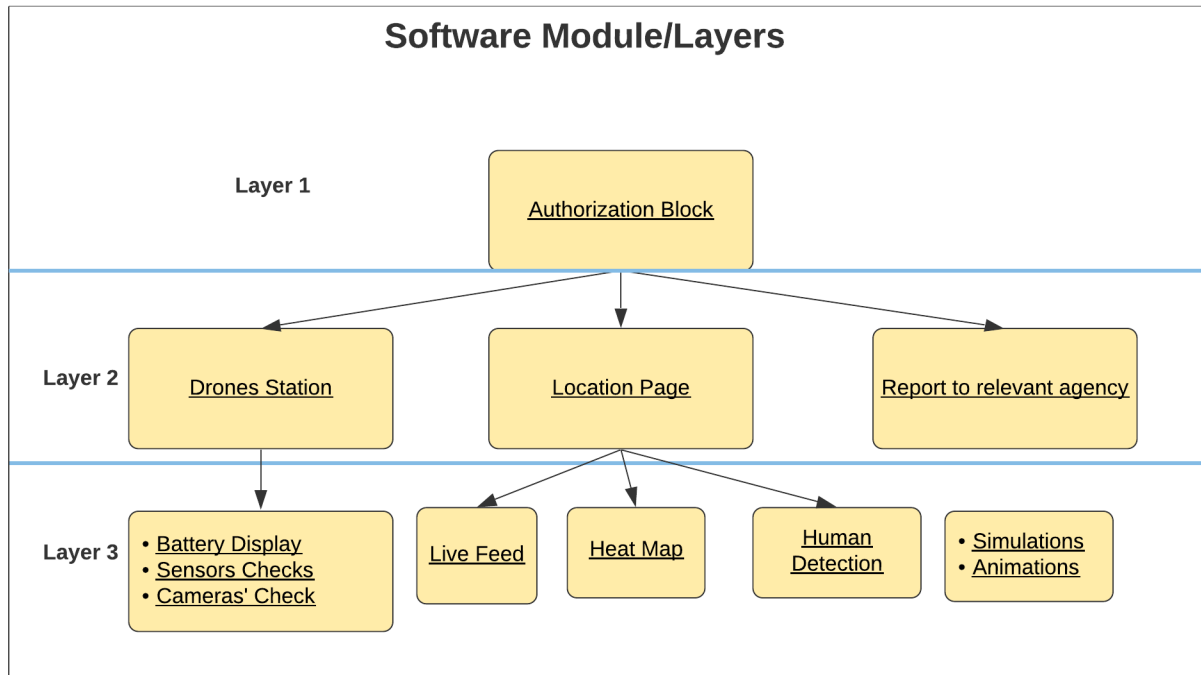 Software Module/Layers
Layer 1
Authorization Block
Layer 2
Drones Station
Location Page
Report to relevant agency
Layer 3
• Battery Display
• Sensors Checks
• Cameras' Check
Live Feed
Heat Map
Human
Detection
• Simulations
• Animations